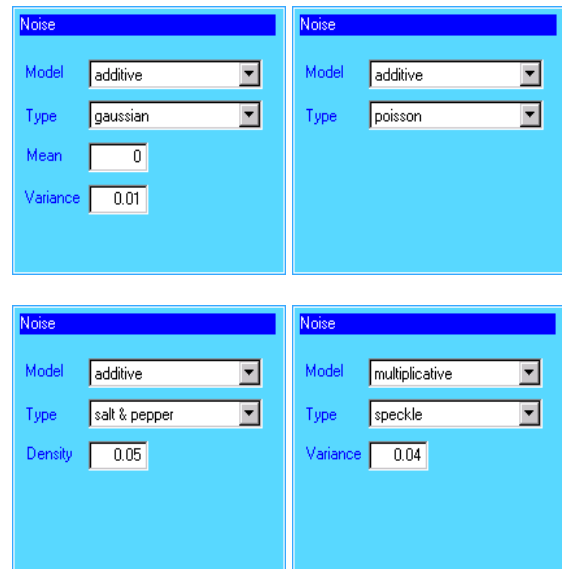 Noise
Model additive
Type gaussian
Mean 0
Variance 0.01
Noise
Model additive
Type poisson
Noise
Model additive
Type salt & pepper
Density 0.05
Noise
Model multiplicative
Type speckle
Variance 0.04